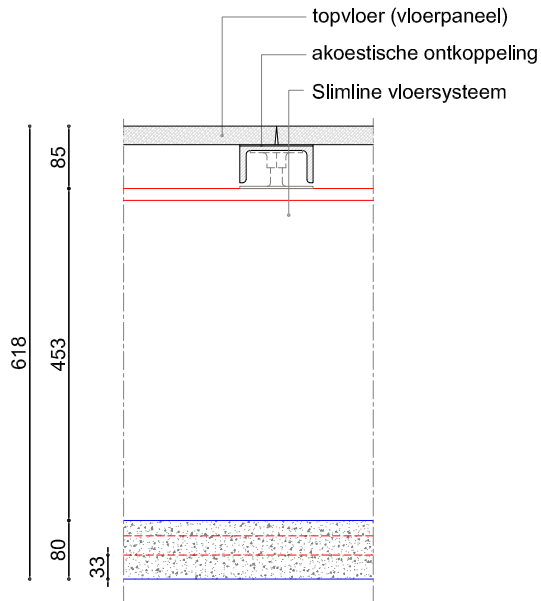 topvloer (vloerpaneel)
akoestische ontkoppeling
Slimline vloersysteem
85
618
453
80
33